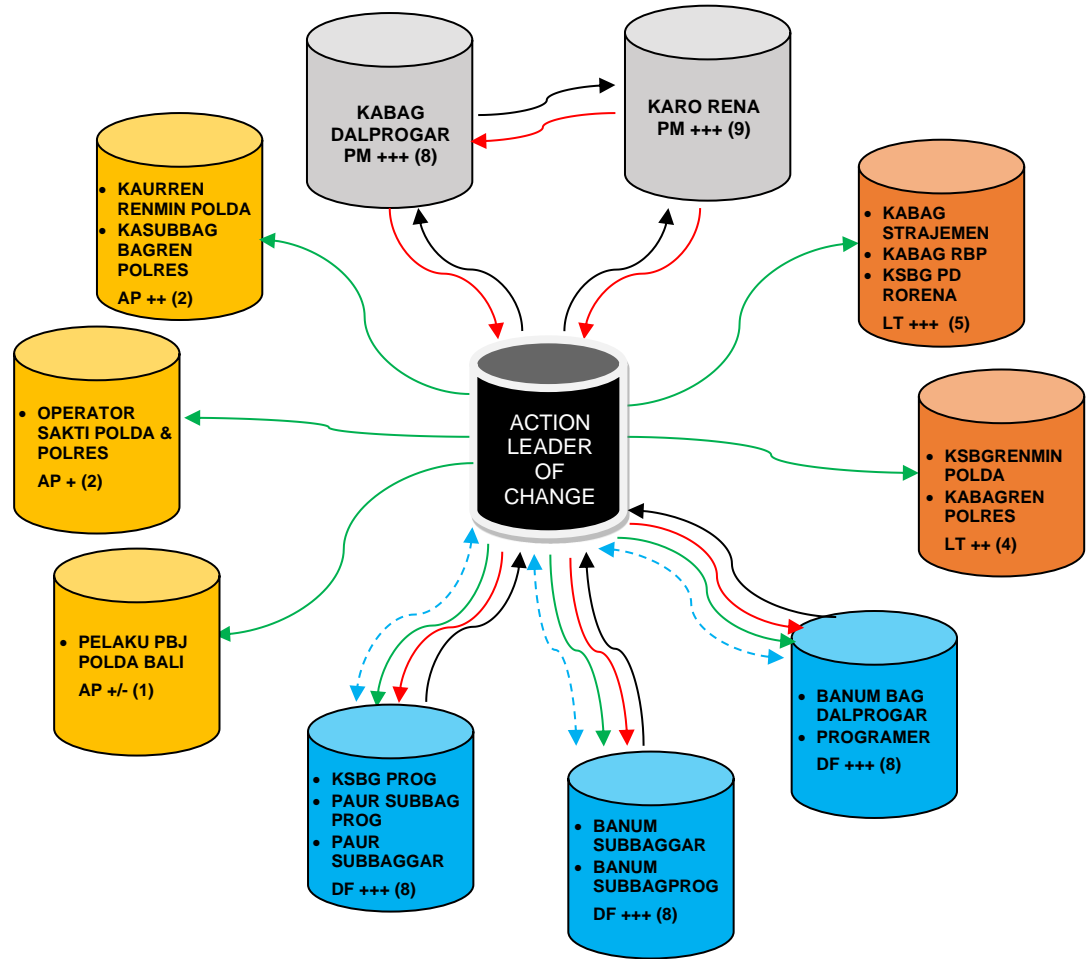 KABAG
DALPROGAR
PM +++ (8)
KARO RENA
PM +++ (9)
• KAURREN
RENMIN POLDA
• KASUBBAG
BAGREN
POLRES
AP ++ (2)
• KABAG
STRAJEMEN
• KABAG RBP
• KSBG PD
RORENA
LT +++ (5)
• OPERATOR
SAKTI POLDA &
POLRES
AP + (2)
ACTION
LEADER
OF
CHANGE
• KSBGRENMIN
POLDA
• KABAGREN
POLRES
LT ++ (4)
• PELAKU PBJ
POLDA BALI
AP +/- (1)
• BANUM BAG
DALPROGAR
• PROGRAMER
DF +++ (8)
• KSBG PROG
• PAUR SUBBAG
PROG
• PAUR
SUBBAGGAR
DF +++ (8)
• BANUM
SUBBAGGAR
• BANUM
SUBBAGPROG
DF +++ (8)